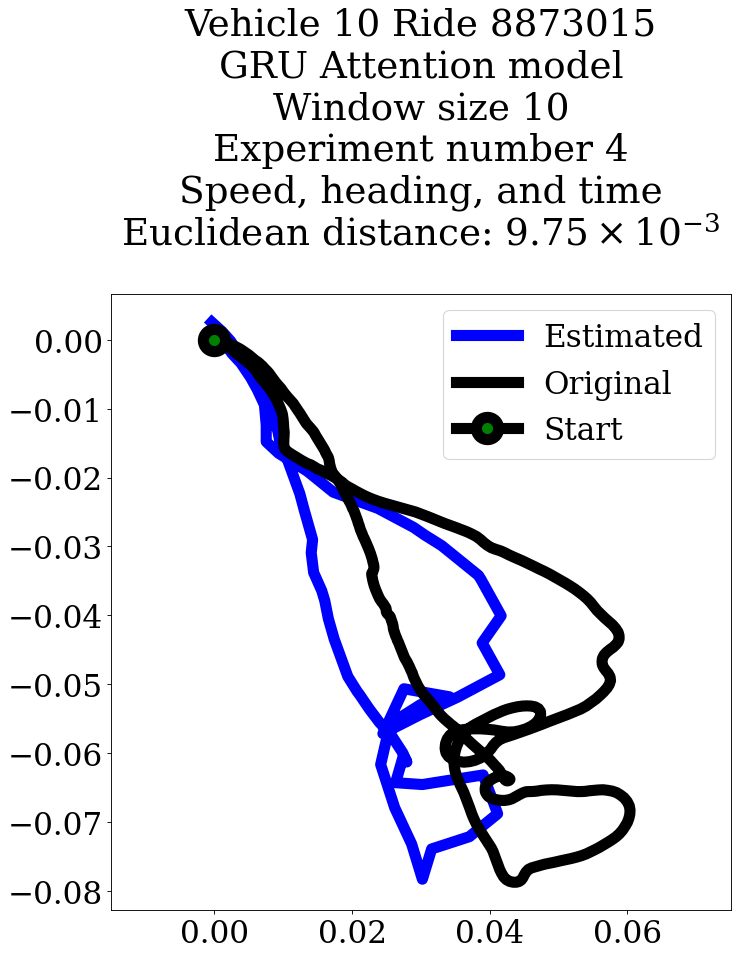 Vehicle 10 Ride 8873015
GRU Attention model
Window size 10
Experiment number 4
Speed, heading, and time
Euclidean distance: 9.75 × 10⁻³
Estimated
Original
Start
0.00
−0.01
−0.02
−0.03
−0.04
−0.05
−0.06
−0.07
−0.08
0.00 0.02 0.04 0.06